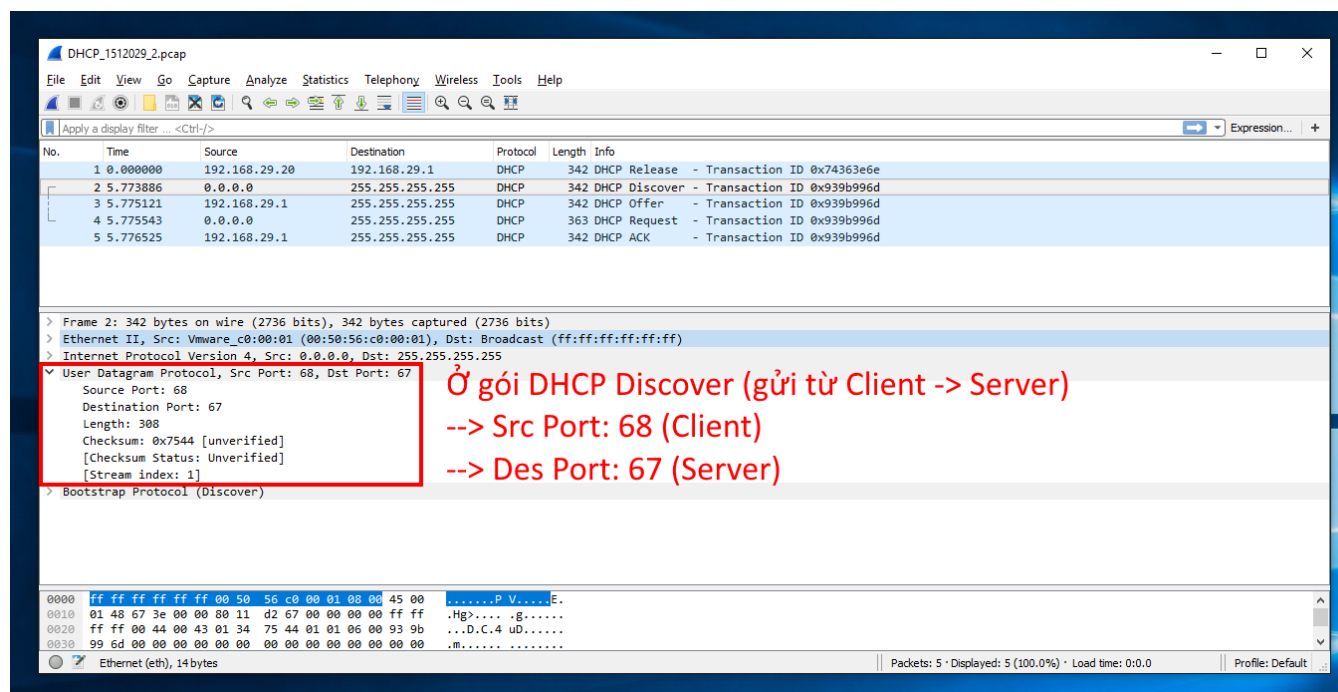 DHCP_1512029_2.pcap
File Edit View Go Capture Analyze Statistics Telephony Wireless Tools Help
Apply a display filter ... <Ctrl-/>
Expression... +
No. Time Source Destination Protocol Length Info
1 0.000000 192.168.29.20 192.168.29.1 DHCP 342 DHCP Release - Transaction ID 0x74363e6e
2 5.773886 0.0.0.0 255.255.255.255 DHCP 342 DHCP Discover - Transaction ID 0x939b996d
3 5.775121 192.168.29.1 255.255.255.255 DHCP 342 DHCP Offer - Transaction ID 0x939b996d
4 5.775543 0.0.0.0 255.255.255.255 DHCP 363 DHCP Request - Transaction ID 0x939b996d
5 5.776525 192.168.29.1 255.255.255.255 DHCP 342 DHCP ACK - Transaction ID 0x939b996d
> Frame 2: 342 bytes on wire (2736 bits), 342 bytes captured (2736 bits)
> Ethernet II, Src: Vmware_c0:00:01 (00:50:56:c0:00:01), Dst: Broadcast (ff:ff:ff:ff:ff:ff)
> Internet Protocol Version 4, Src: 0.0.0.0, Dst: 255.255.255.255
User Datagram Protocol, Src Port: 68, Dst Port: 67
Source Port: 68
Destination Port: 67
Length: 308
Checksum: 0x7544 [unverified]
[Checksum Status: Unverified]
[Stream index: 1]
> Bootstrap Protocol (Discover)
Ở gói DHCP Discover (gửi từ Client -> Server)
--> Src Port: 68 (Client)
--> Des Port: 67 (Server)
0000 ff ff ff ff ff ff 00 50 56 c0 00 01 08 00 45 00 .......P V.....E.
0010 01 48 67 3e 00 00 80 11 d2 67 00 00 00 00 ff ff .Hg>.... .g......
0020 ff ff 00 44 00 43 01 34 75 44 01 01 06 00 93 9b ...D.C.4 uD......
0030 99 6d 00 00 00 00 00 00 00 00 00 00 00 00 00 00 .m...... ........
Ethernet (eth), 14 bytes
Packets: 5 · Displayed: 5 (100.0%) · Load time: 0:0.0
Profile: Default